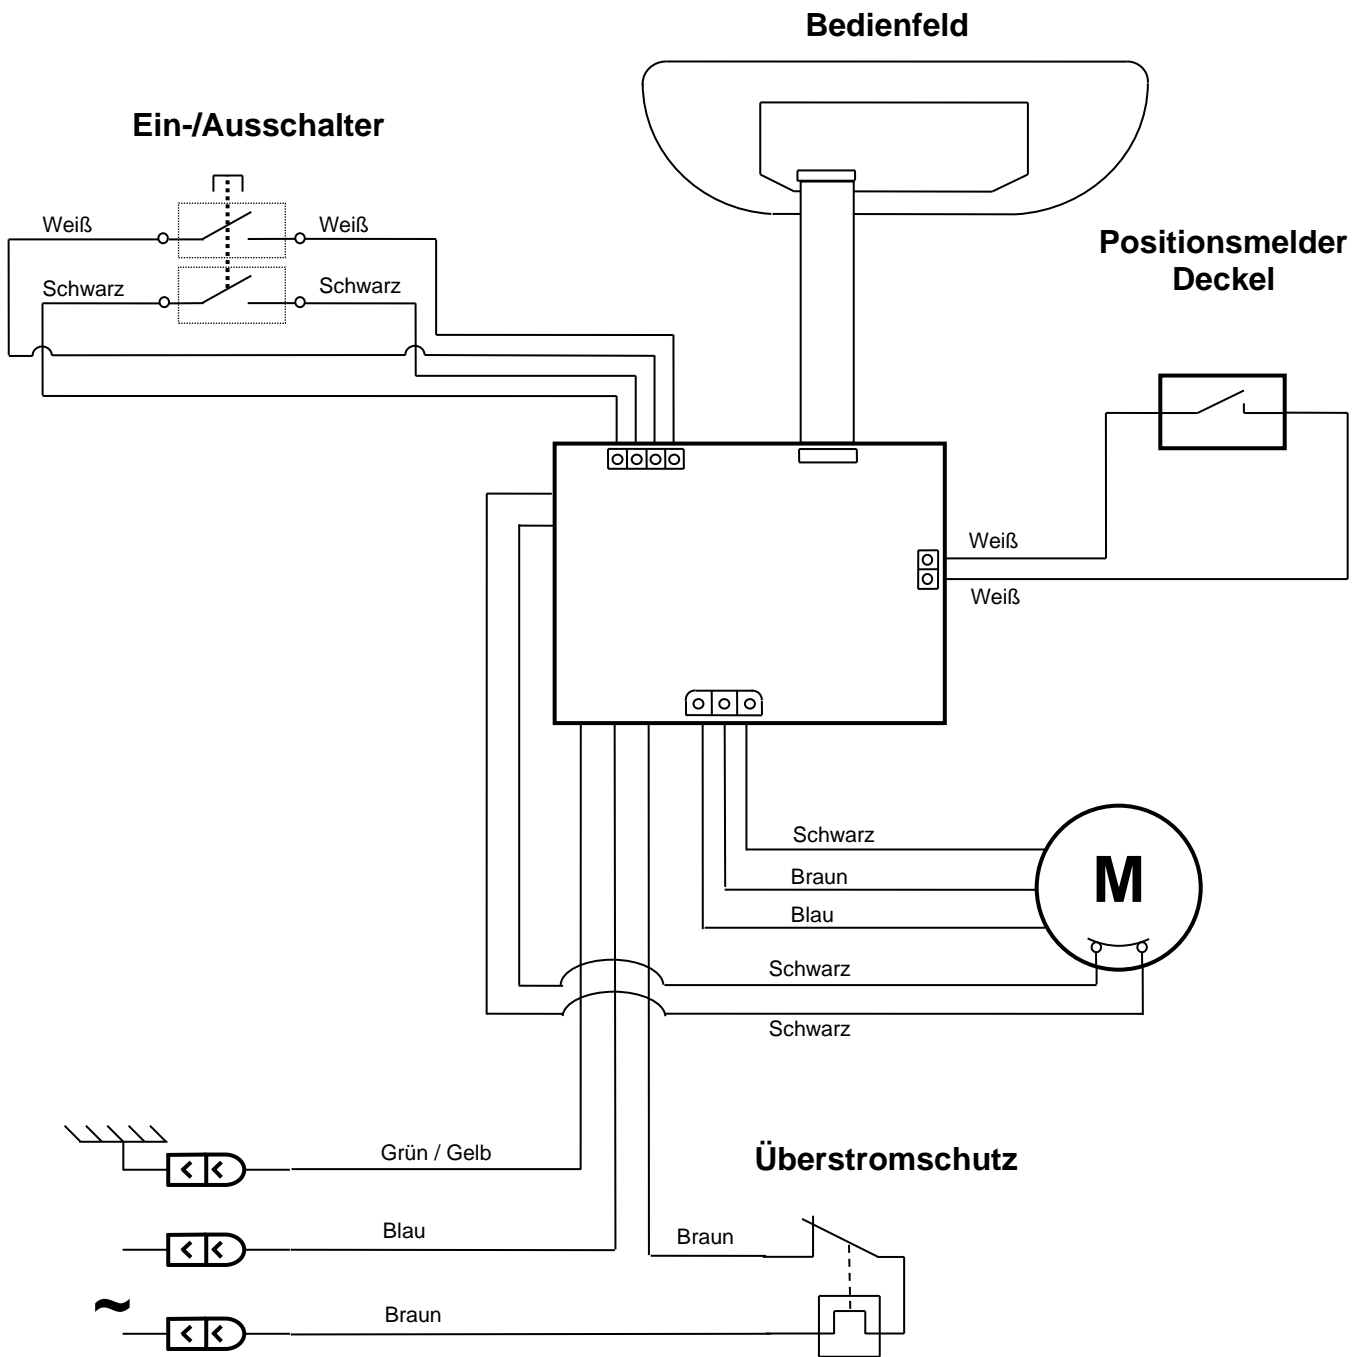 Bedienfeld
Ein-/Ausschalter
Weiß
Weiß
Positionsmelder
Deckel
Schwarz
Schwarz
Weiß
Weiß
Schwarz
Braun
M
Blau
Schwarz
Schwarz
Grün / Gelb
Überstromschutz
Blau
Braun
~
Braun